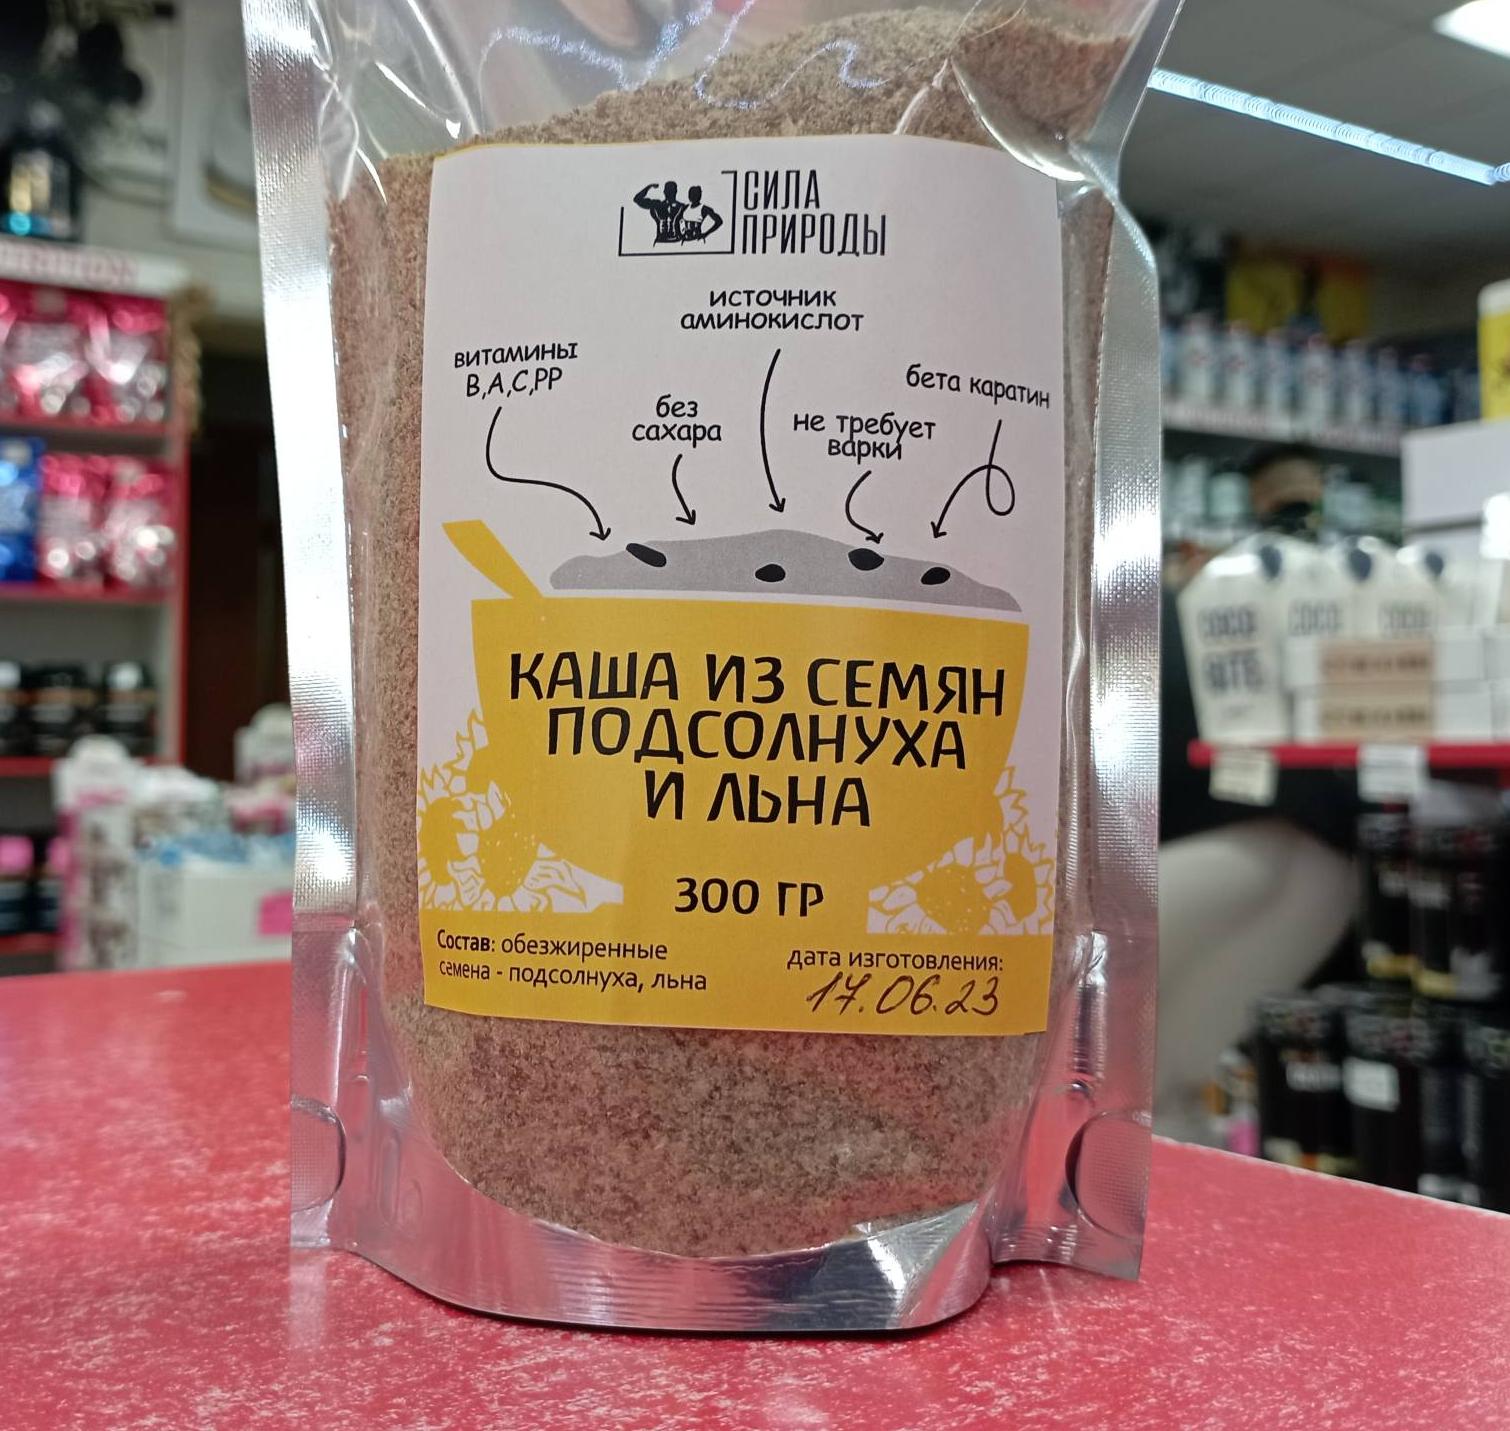 СИЛА
ПРИРОДЫ
источник
аминокислот
витамины
В,А,С,РР
без
сахара
не требует
варки
бета каратин
КАША ИЗ СЕМЯН
ПОДСОЛНУХА
И ЛЬНА
300 ГР
Состав: обезжиренные
семена - подсолнуха, льна
дата изготовления:
17.06.23